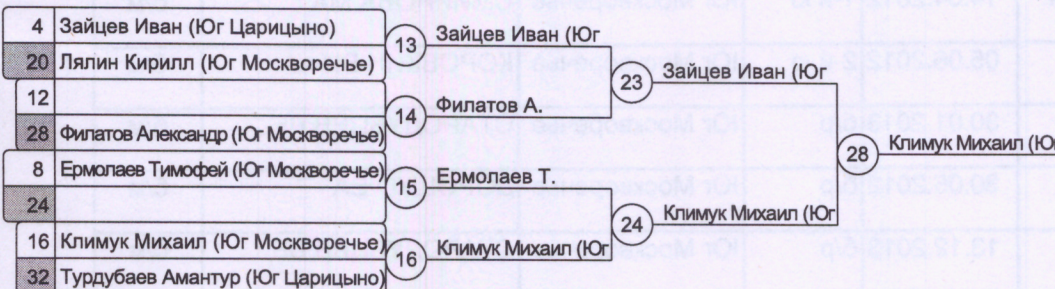 4 Зайцев Иван (Юг Царицыно)
20 Лялин Кирилл (Юг Москворечье)
12
28 Филатов Александр (Юг Москворечье)
8 Ермолаев Тимофей (Юг Москворечье)
24
16 Климук Михаил (Юг Москворечье)
32 Турдубаев Амантур (Юг Царицыно)
13 Зайцев Иван (Юг
14 Филатов А.
15 Ермолаев Т.
16 Климук Михаил (Юг
23 Зайцев Иван (Юг
24 Климук Михаил (Юг
28 Климук Михаил (Юг